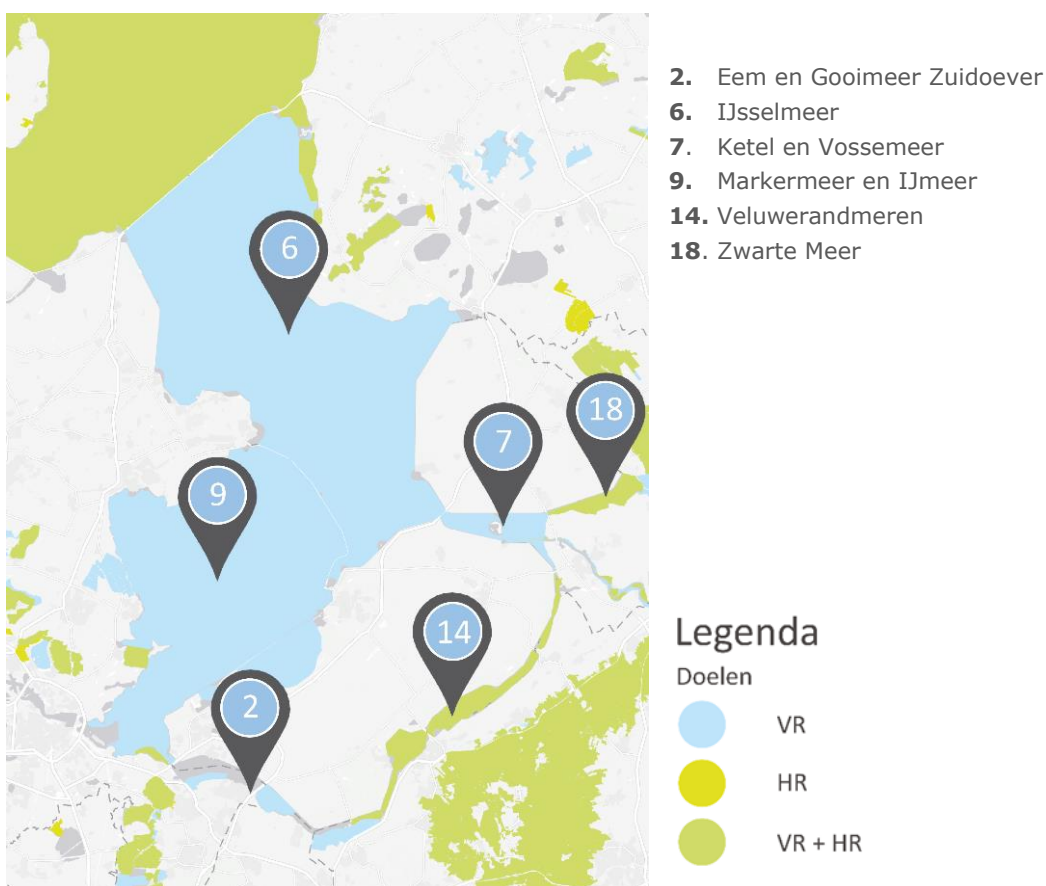 2. Eem en Gooimeer Zuidoever
6. IJsselmeer
7. Ketel en Vossemeer
9. Markermeer en IJmeer
14. Veluwerandmeren
18. Zwarte Meer
6
18
7
9
14
2
Legenda
Doelen
VR
HR
VR + HR